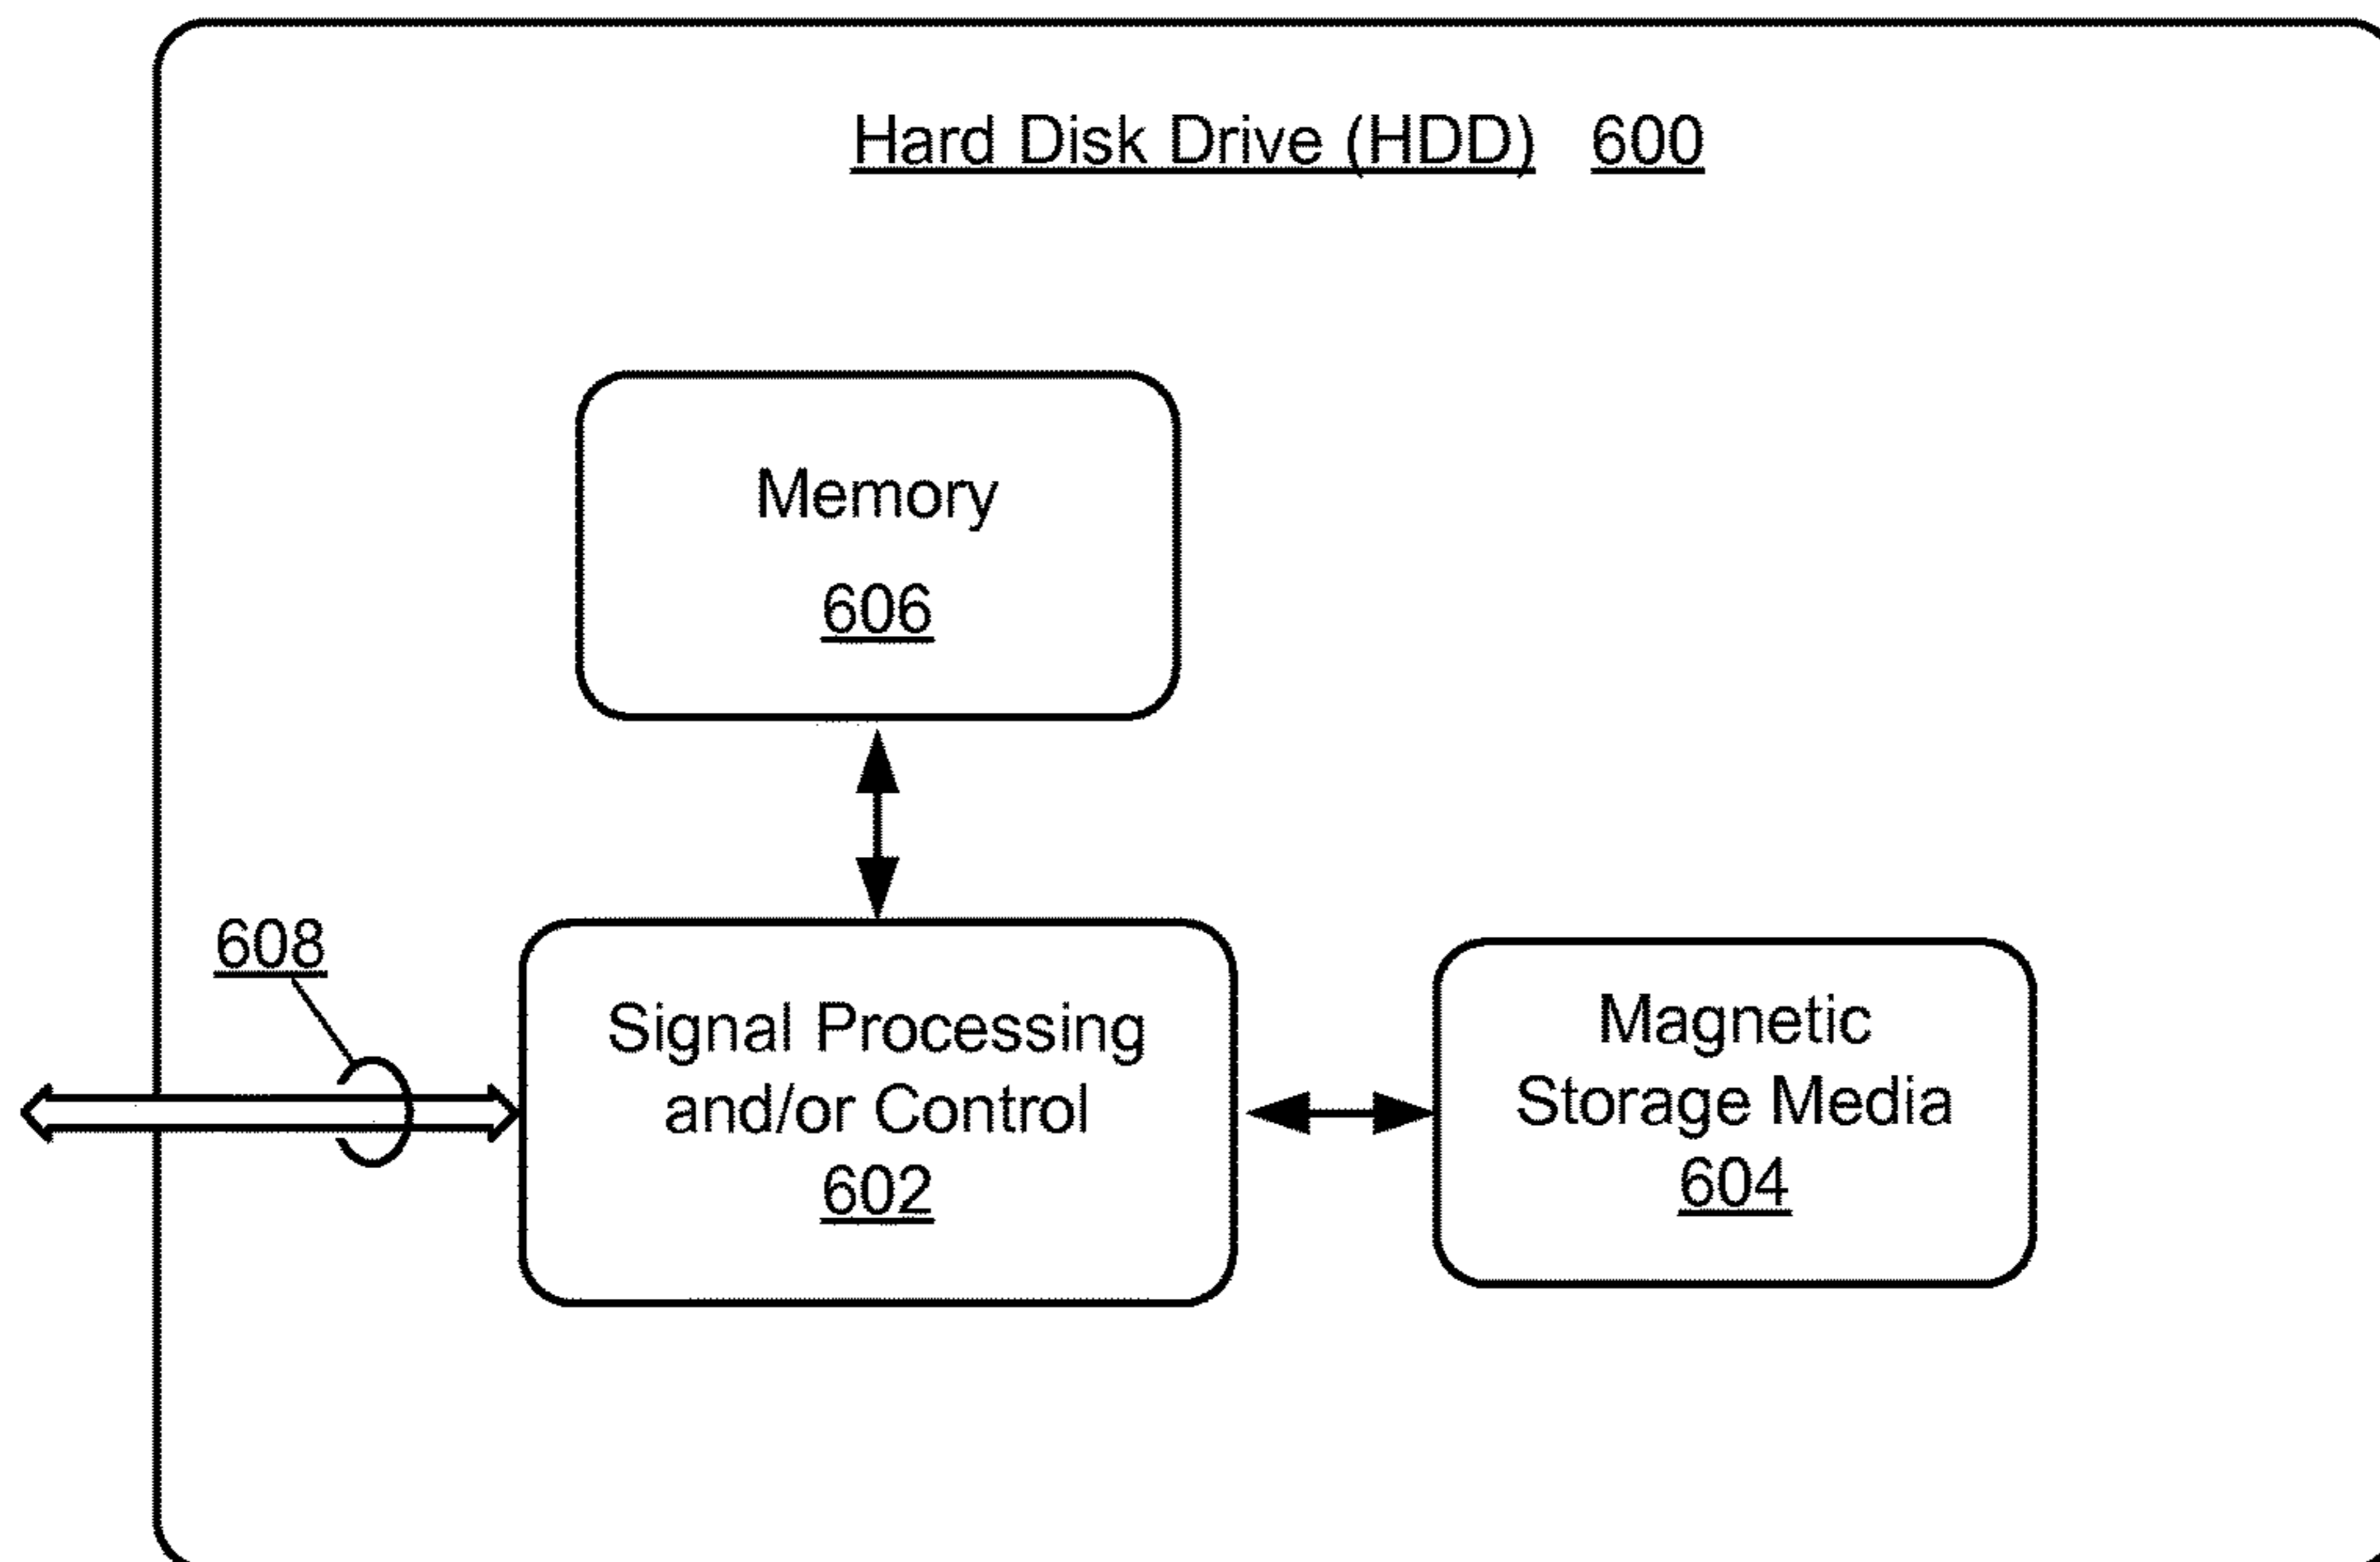 Hard Disk Drive (HDD) 600
Memory
606
608
Signal Processing
and/or Control
602
Magnetic
Storage Media
604